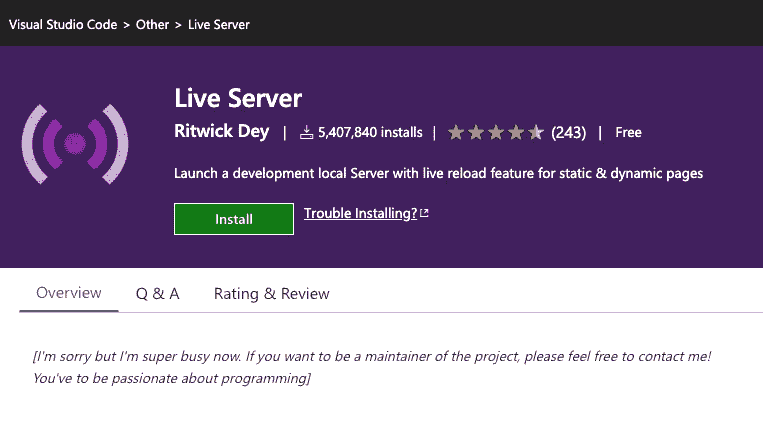 Visual Studio Code > Other > Live Server
Live Server
Ritwick Dey | 5,407,840 installs | (243) | Free
Launch a development local Server with live reload feature for static & dynamic pages
Install Trouble Installing?
Overview Q & A Rating & Review
[I'm sorry but I'm super busy now. If you want to be a maintainer of the project, please feel free to contact me!
You've to be passionate about programming]